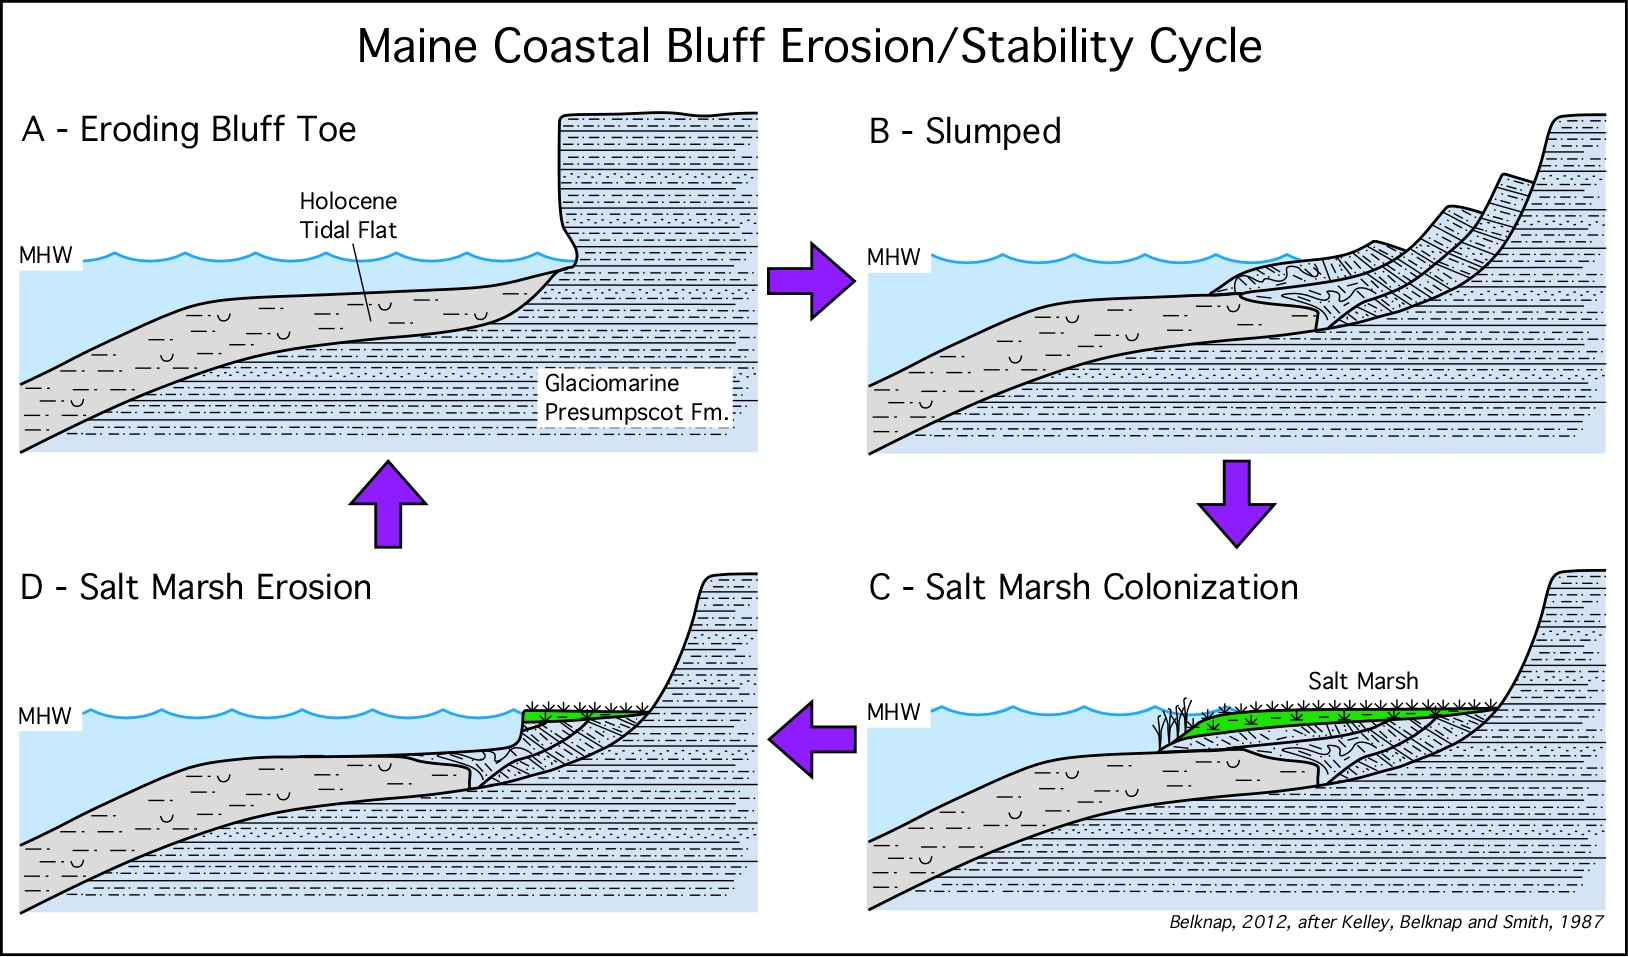 Maine Coastal Bluff Erosion/Stability Cycle
A - Eroding Bluff Toe
Holocene
Tidal Flat
MHW
Glaciomarine
Presumpscot Fm.
B - Slumped
MHW
D - Salt Marsh Erosion
MHW
C - Salt Marsh Colonization
Salt Marsh
MHW
Belknap, 2012, after Kelley, Belknap and Smith, 1987